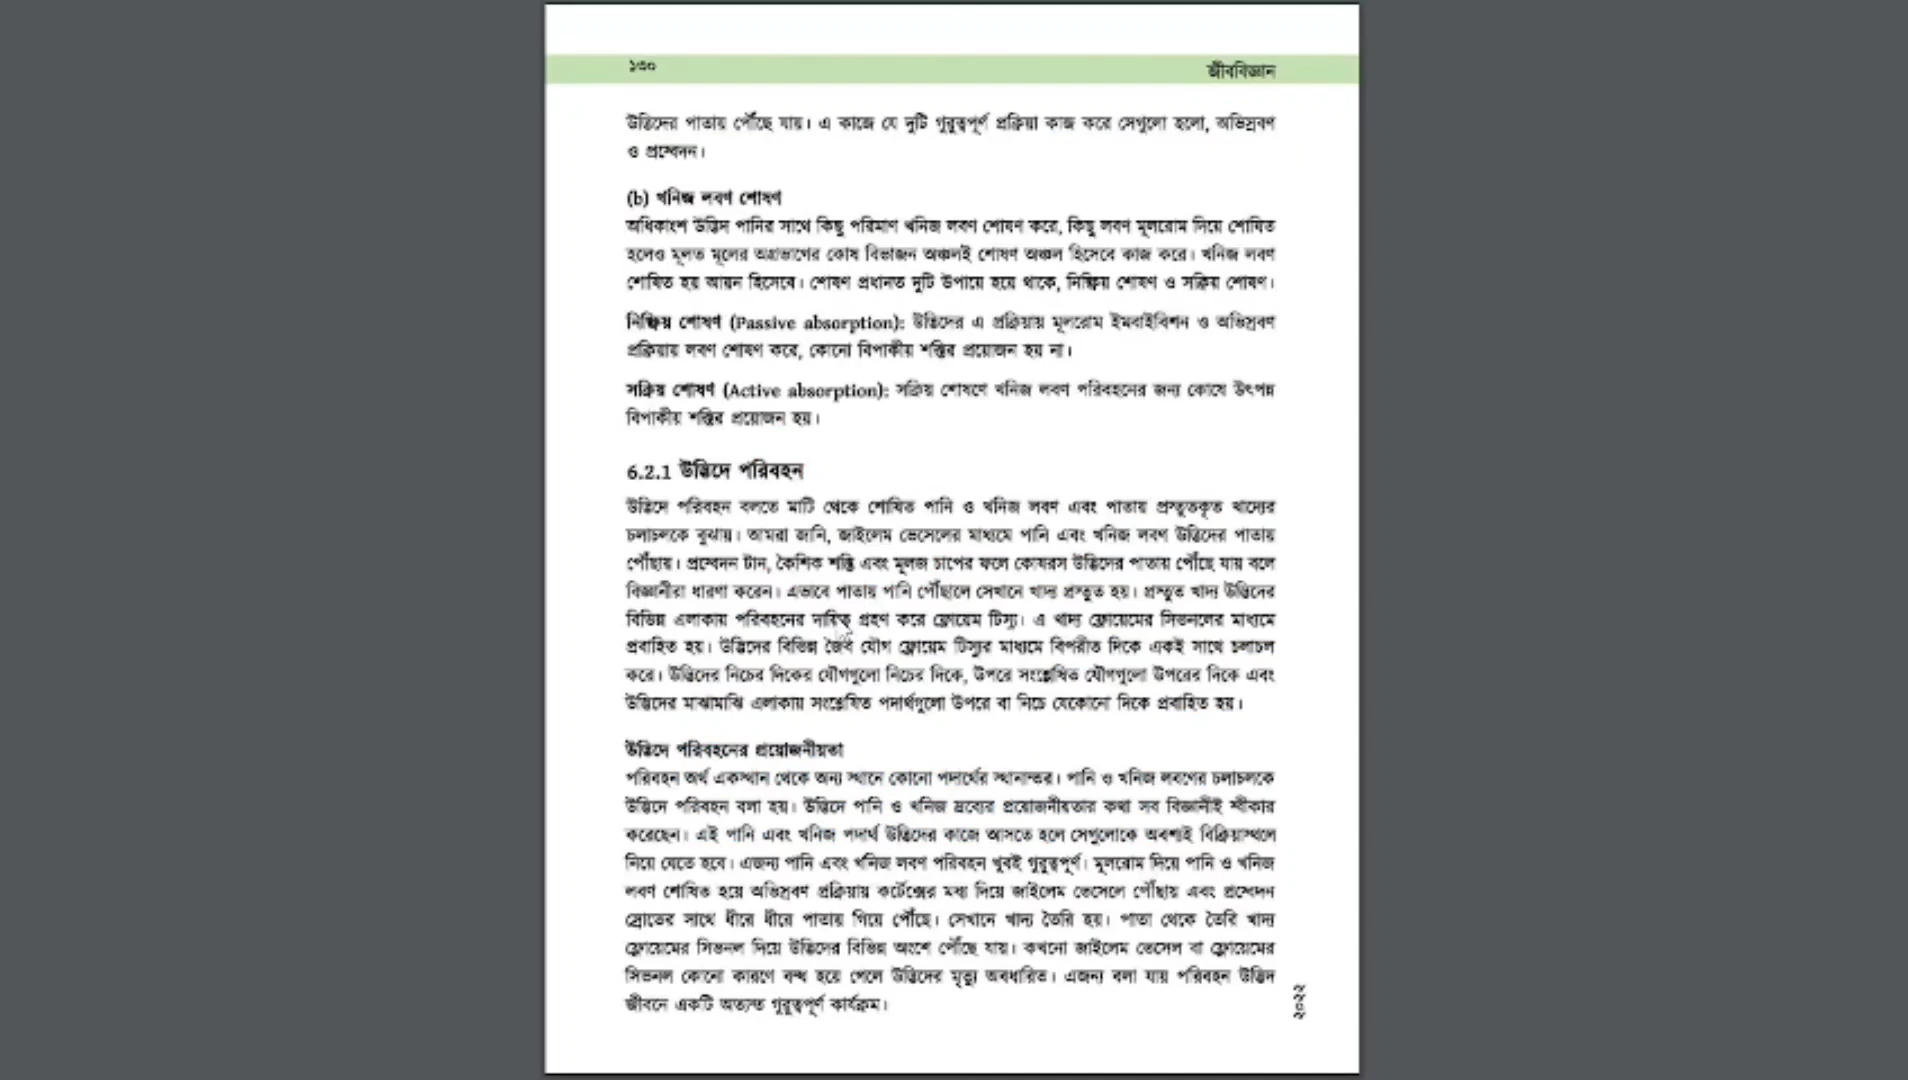 ১৩০
জীববিজ্ঞান
উদ্ভিদের পাতায় পৌঁছে যায়। এ কাজে যে দুটি গুরুত্বপূর্ণ প্রক্রিয়া কাজ করে সেগুলো হলো, অভিস্রবণ
ও প্রস্বেদন।
(b) খনিজ লবণ শোষণ
অধিকাংশ উদ্ভিদ পানির সাথে কিছু পরিমাণ খনিজ লবণ শোষণ করে, কিছু লবণ মূলরোম দিয়ে শোষিত
হলেও মূলত মূলের অগ্রভাগের কোষ বিভাজন অঞ্চলই শোষণ অঞ্চল হিসেবে কাজ করে। খনিজ লবণ
শোষিত হয় আয়ন হিসেবে। শোষণ প্রধানত দুটি উপায়ে হয়ে থাকে, নিষ্ক্রিয় শোষণ ও সক্রিয় শোষণ।
নিষ্ক্রিয় শোষণ (Passive absorption): উদ্ভিদের এ প্রক্রিয়ায় মূলরোম ইমবাইবিশন ও অভিস্রবণ
প্রক্রিয়ায় লবণ শোষণ করে, কোনো বিপাকীয় শক্তির প্রয়োজন হয় না।
সক্রিয় শোষণ (Active absorption): সক্রিয় শোষণে খনিজ লবণ পরিবহনের জন্য কোষে উৎপন্ন
বিপাকীয় শক্তির প্রয়োজন হয়।
6.2.1 উদ্ভিদে পরিবহন
উদ্ভিদে পরিবহন বলতে মাটি থেকে শোষিত পানি ও খনিজ লবণ এবং পাতায় প্রস্তুতকৃত খাদ্যের
চলাচলকে বুঝায়। আমরা জানি, জাইলেম ভেসেলের মাধ্যমে পানি এবং খনিজ লবণ উদ্ভিদের পাতায়
পৌঁছায়। প্রস্বেদন টান, কৈশিক শক্তি এবং মূলজ চাপের ফলে কোষরস উদ্ভিদের পাতায় পৌঁছে যায় বলে
বিজ্ঞানীরা ধারণা করেন। এভাবে পাতায় পানি পৌঁছালে সেখানে খাদ্য প্রস্তুত হয়। প্রস্তুত খাদ্য উদ্ভিদের
বিভিন্ন এলাকায় পরিবহনের দায়িত্ব গ্রহণ করে ফ্লোয়েম টিস্যু। এ খাদ্য ফ্লোয়েমের সিভনলের মাধ্যমে
প্রবাহিত হয়। উদ্ভিদের বিভিন্ন জৈব যৌগ ফ্লোয়েম টিস্যুর মাধ্যমে বিপরীত দিকে একই সাথে চলাচল
করে। উদ্ভিদের নিচের দিকের যৌগগুলো নিচের দিকে, উপরে সংশ্লেষিত যৌগগুলো উপরের দিকে এবং
উদ্ভিদের মাঝামাঝি এলাকায় সংশ্লেষিত পদার্থগুলো উপরে বা নিচে যেকোনো দিকে প্রবাহিত হয়।
উদ্ভিদে পরিবহনের প্রয়োজনীয়তা
পরিবহন অর্থ একস্থান থেকে অন্য স্থানে কোনো পদার্থের স্থানান্তর। পানি ও খনিজ লবণের চলাচলকে
উদ্ভিদে পরিবহন বলা হয়। উদ্ভিদে পানি ও খনিজ দ্রব্যের প্রয়োজনীয়তার কথা সব বিজ্ঞানীই স্বীকার
করেছেন। এই পানি এবং খনিজ পদার্থ উদ্ভিদের কাজে আসতে হলে সেগুলোকে অবশ্যই বিক্রিয়াস্থলে
নিয়ে যেতে হবে। এজন্য পানি এবং খনিজ লবণ পরিবহন খুবই গুরুত্বপূর্ণ। মূলরোম দিয়ে পানি ও খনিজ
লবণ শোষিত হয়ে অভিস্রবণ প্রক্রিয়ায় কর্টেক্সের মধ্য দিয়ে জাইলেম ভেসেলে পৌঁছায় এবং প্রস্বেদন
স্রোতের সাথে ধীরে ধীরে পাতায় গিয়ে পৌঁছে। সেখানে খাদ্য তৈরি হয়। পাতা থেকে তৈরি খাদ্য
ফ্লোয়েমের সিভনল দিয়ে উদ্ভিদের বিভিন্ন অংশে পৌঁছে যায়। কখনো জাইলেম ভেসেল বা ফ্লোয়েমের
সিভনল কোনো কারণে বন্ধ হয়ে গেলে উদ্ভিদের মৃত্যু অবধারিত। এজন্য বলা যায় পরিবহন উদ্ভিদ
জীবনে একটি অত্যন্ত গুরুত্বপূর্ণ কার্যক্রম।
২০২২